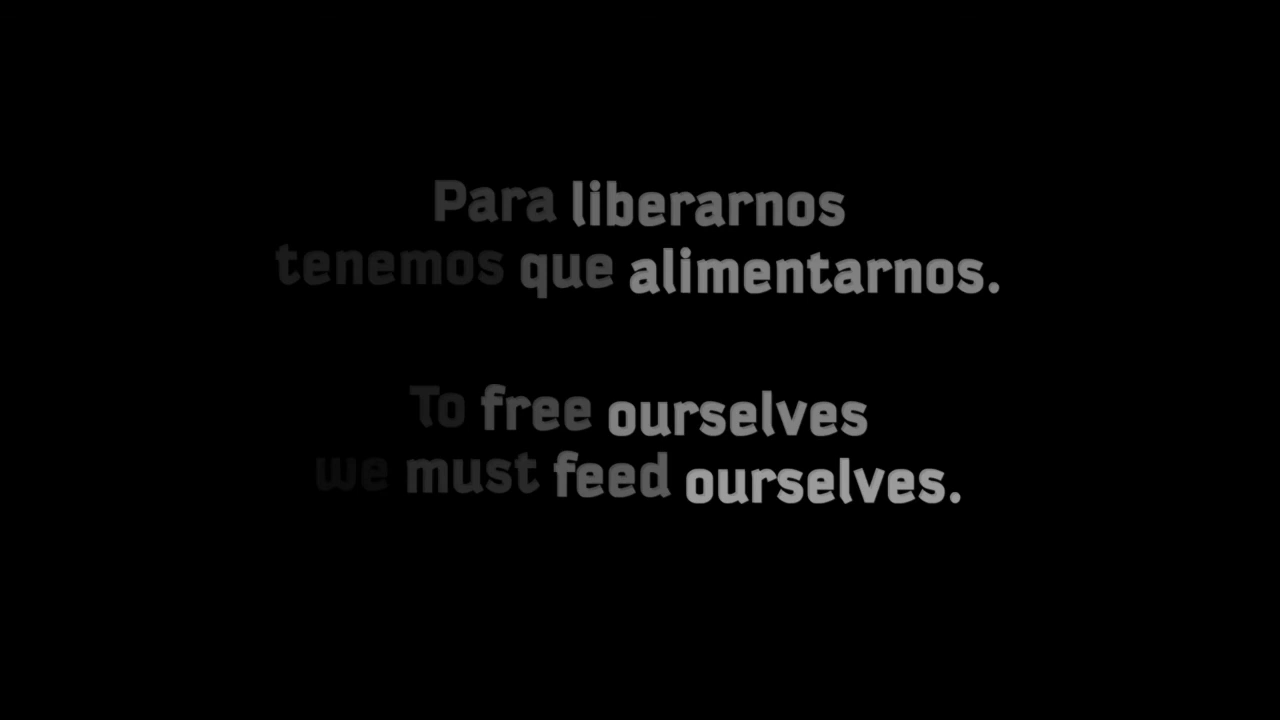 Para liberarnos
tenemos que alimentarnos.
To free ourselves
we must feed ourselves.